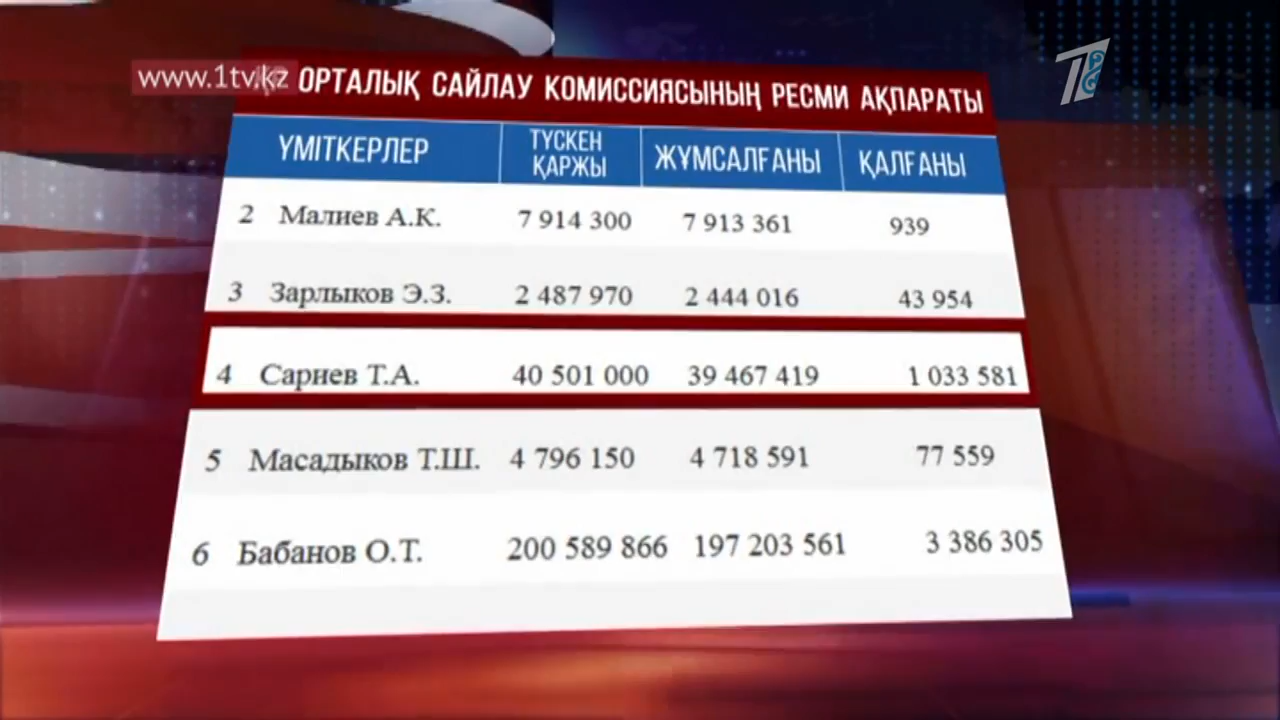 www.1tv.kz
ОРТАЛЫҚ САЙЛАУ КОМИССИЯСЫНЫҢ РЕСМИ АҚПАРАТЫ
ҮМІТКЕРЛЕР ТҮСКЕН ҚАРЖЫ ЖҰМСАЛҒАНЫ ҚАЛҒАНЫ
2 Малиев А.К. 7 914 300 7 913 361 939
3 Зарлыков Э.З. 2 487 970 2 444 016 43 954
4 Сариев Т.А. 40 501 000 39 467 419 1 033 581
5 Масадыков Т.Ш. 4 796 150 4 718 591 77 559
6 Бабанов О.Т. 200 589 866 197 203 561 3 386 305